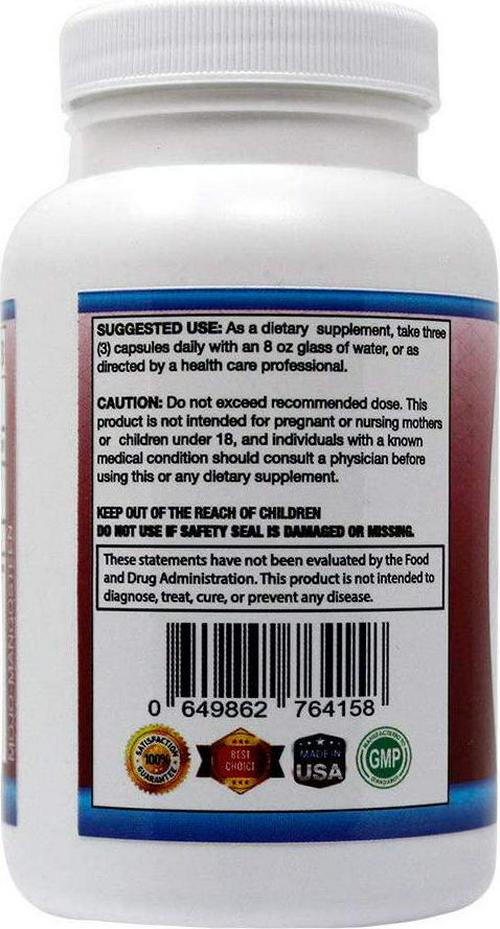 SUGGESTED USE: As a dietary supplement, take three
(3) capsules daily with an 8 oz glass of water, or as
directed by a health care professional.
CAUTION: Do not exceed recommended dose. This
product is not intended for pregnant or nursing mothers
or children under 18, and individuals with a known
medical condition should consult a physician before
using this or any dietary supplement.
KEEP OUT OF THE REACH OF CHILDREN
DO NOT USE IF SAFETY SEAL IS DAMAGED OR MISSING.
These statements have not been evaluated by the Food
and Drug Administration. This product is not intended to
diagnose, treat, cure, or prevent any disease.
0 649862 764158
SATISFACTION
100%
GUARANTEE
BEST
CHOICE
MADE IN
USA
GMP